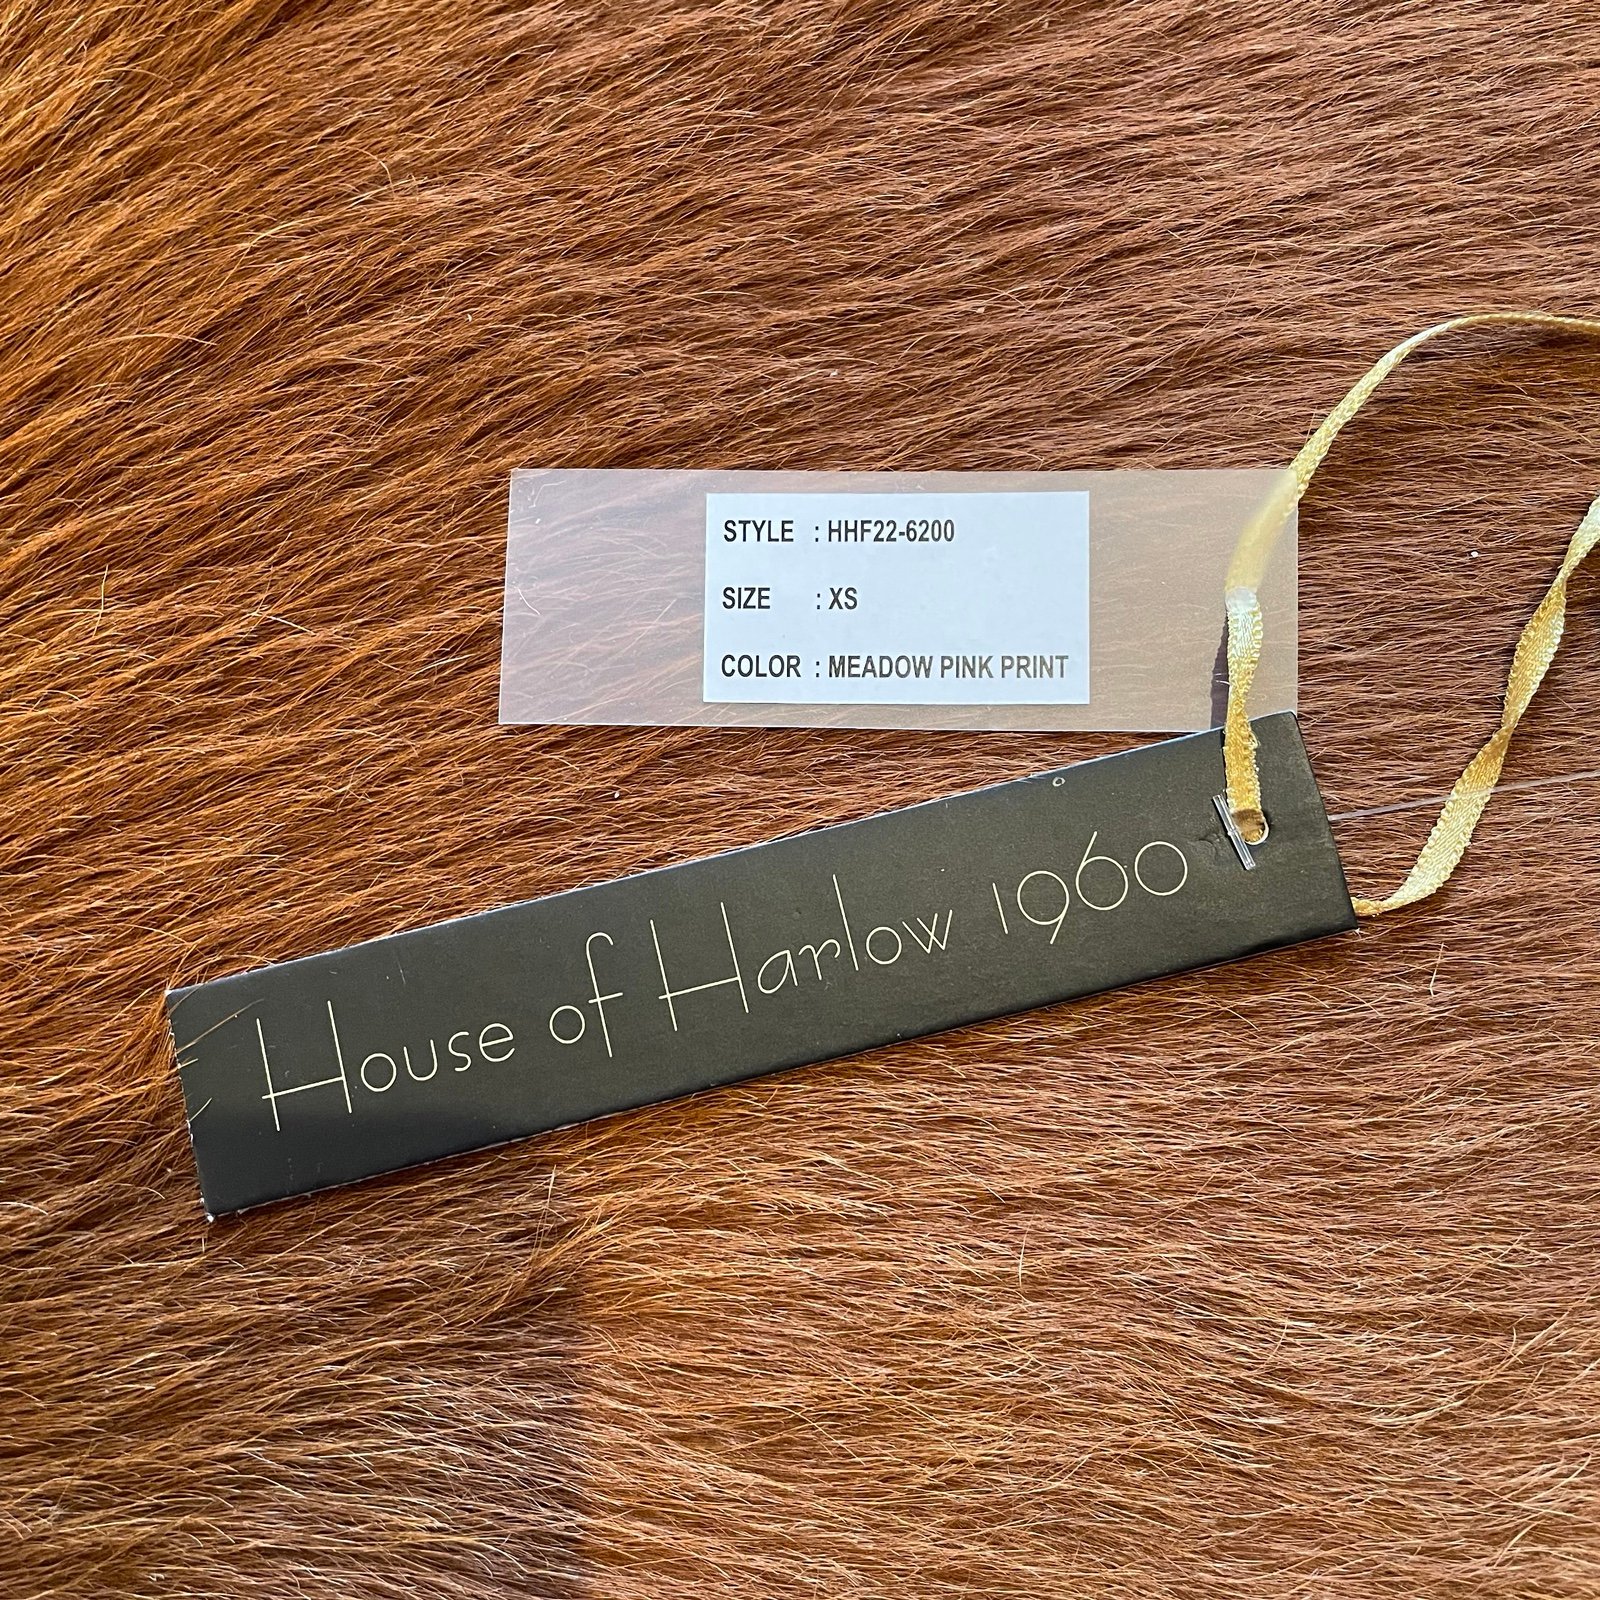 STYLE : HHF22-6200
SIZE : XS
COLOR : MEADOW PINK PRINT
House of Harlow 1960